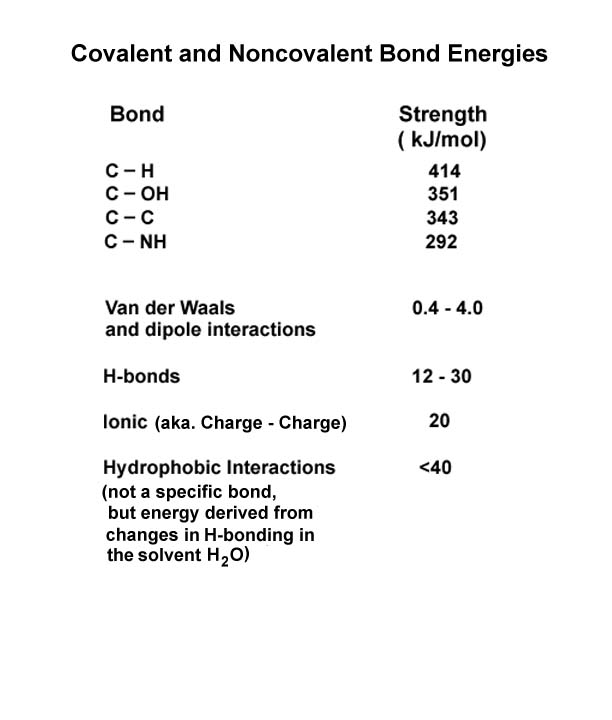 Covalent and Noncovalent Bond Energies
Bond Strength
( kJ/mol)
C – H 414
C – OH 351
C – C 343
C – NH 292
Van der Waals 0.4 - 4.0
and dipole interactions
H-bonds 12 - 30
Ionic (aka. Charge - Charge) 20
Hydrophobic Interactions <40
(not a specific bond,
but energy derived from
changes in H-bonding in
the solvent H₂O)